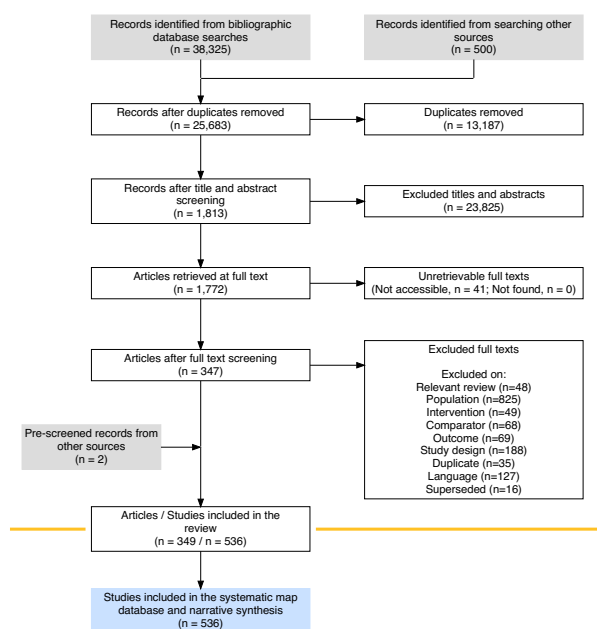 Records identified from bibliographic
database searches
(n = 38,325)
Records identified from searching other
sources
(n = 500)
Records after duplicates removed
(n = 25,683)
Duplicates removed
(n = 13,187)
Records after title and abstract
screening
(n = 1,813)
Excluded titles and abstracts
(n = 23,825)
Articles retrieved at full text
(n = 1,772)
Unretrievable full texts
(Not accessible, n = 41; Not found, n = 0)
Articles after full text screening
(n = 347)
Excluded full texts
Excluded on:
Relevant review (n=48)
Population (n=825)
Intervention (n=49)
Comparator (n=68)
Outcome (n=69)
Study design (n=188)
Duplicate (n=35)
Language (n=127)
Superseded (n=16)
Pre-screened records from
other sources
(n = 2)
Articles / Studies included in the
review
(n = 349 / n = 536)
Studies included in the systematic map
database and narrative synthesis
(n = 536)